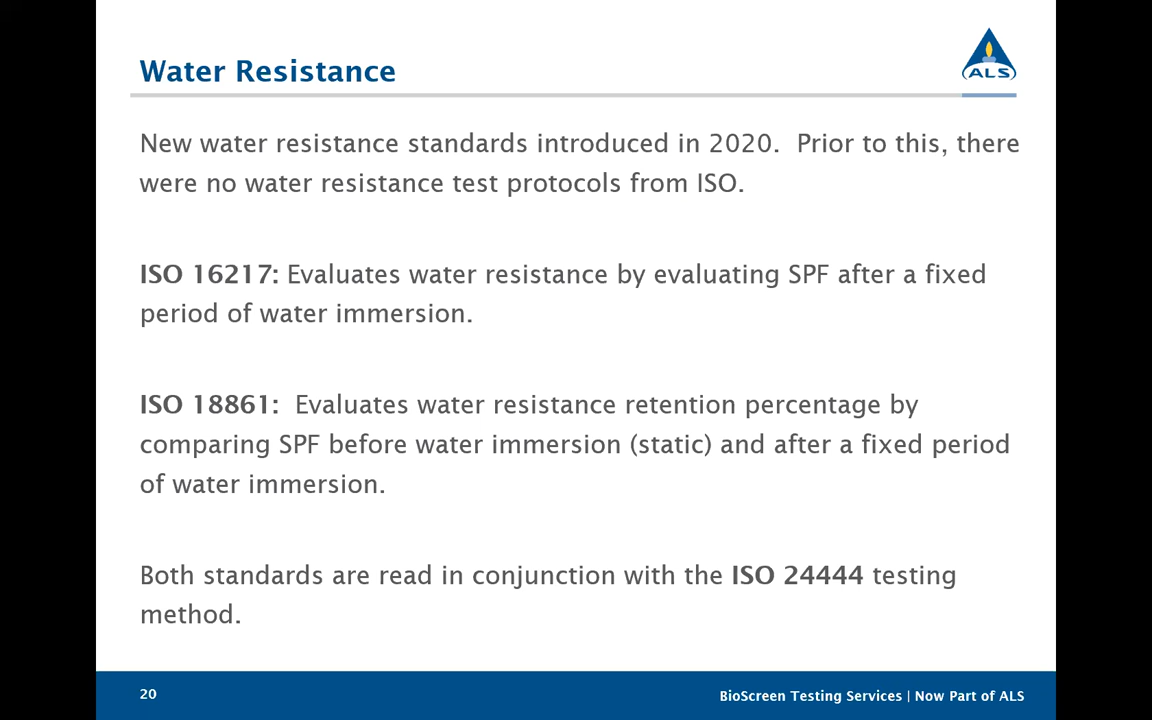 Water Resistance
ALS
New water resistance standards introduced in 2020.  Prior to this, there
were no water resistance test protocols from ISO.
ISO 16217: Evaluates water resistance by evaluating SPF after a fixed
period of water immersion.
ISO 18861:  Evaluates water resistance retention percentage by
comparing SPF before water immersion (static) and after a fixed period
of water immersion.
Both standards are read in conjunction with the ISO 24444 testing
method.
20
BioScreen Testing Services | Now Part of ALS